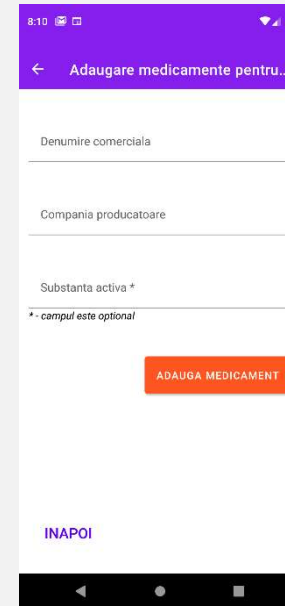 8:10
Adaugare medicamente pentru...
Denumire comerciala
Compania producatoare
Substanta activa *
* - campul este optional
ADAUGA MEDICAMENT
INAPOI